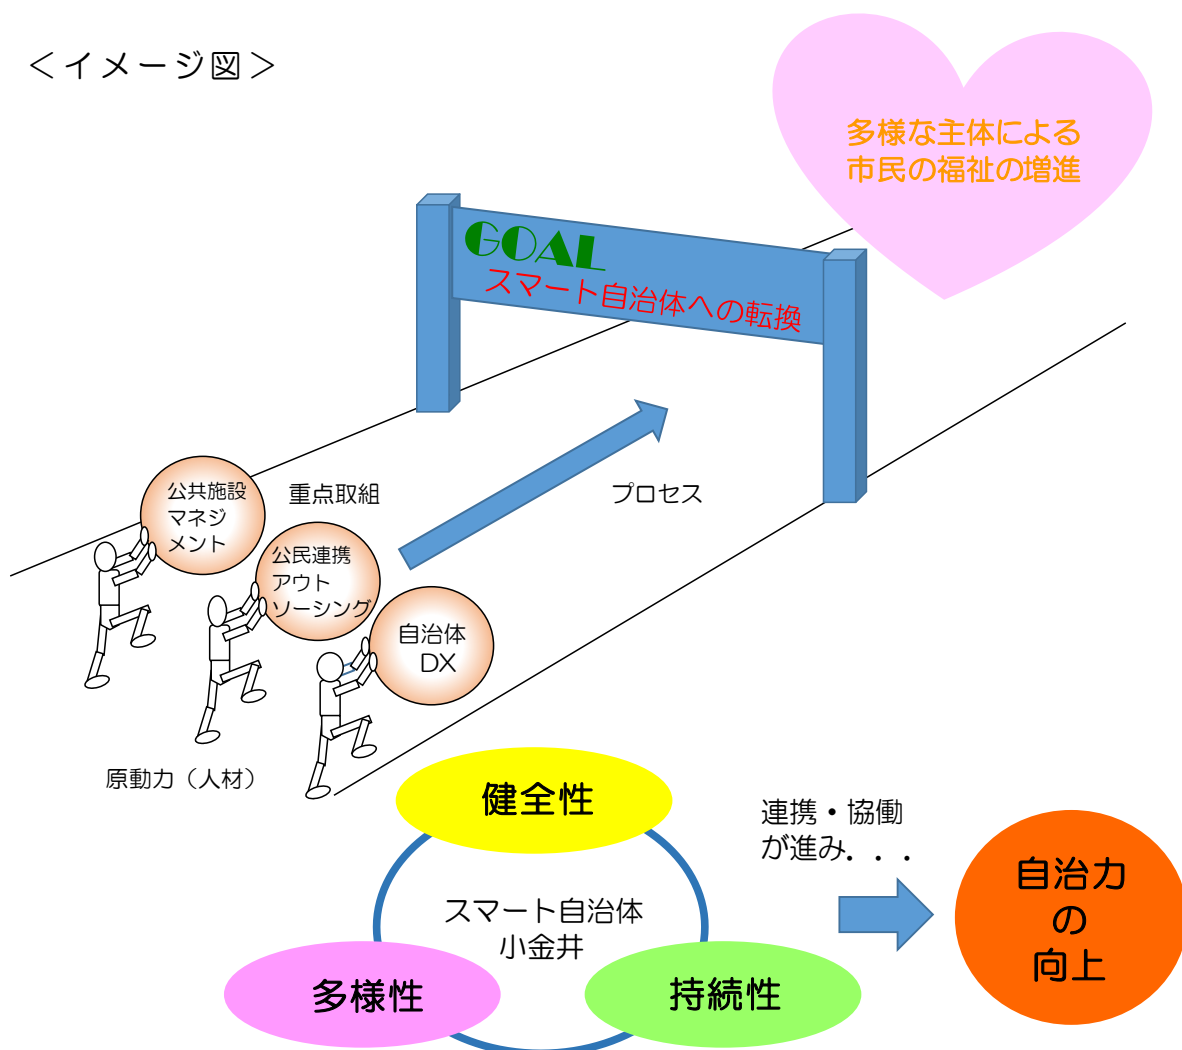 ＜イメージ図＞
多様な主体による
市民の福祉の増進
GOAL
スマート自治体への転換
公共施設
マネジ
メント
重点取組
プロセス
公民連携
アウト
ソーシング
自治体
DX
原動力（人材）
健全性
スマート自治体
小金井
多様性
持続性
連携・協働
が進み．．．
自治力
の
向上